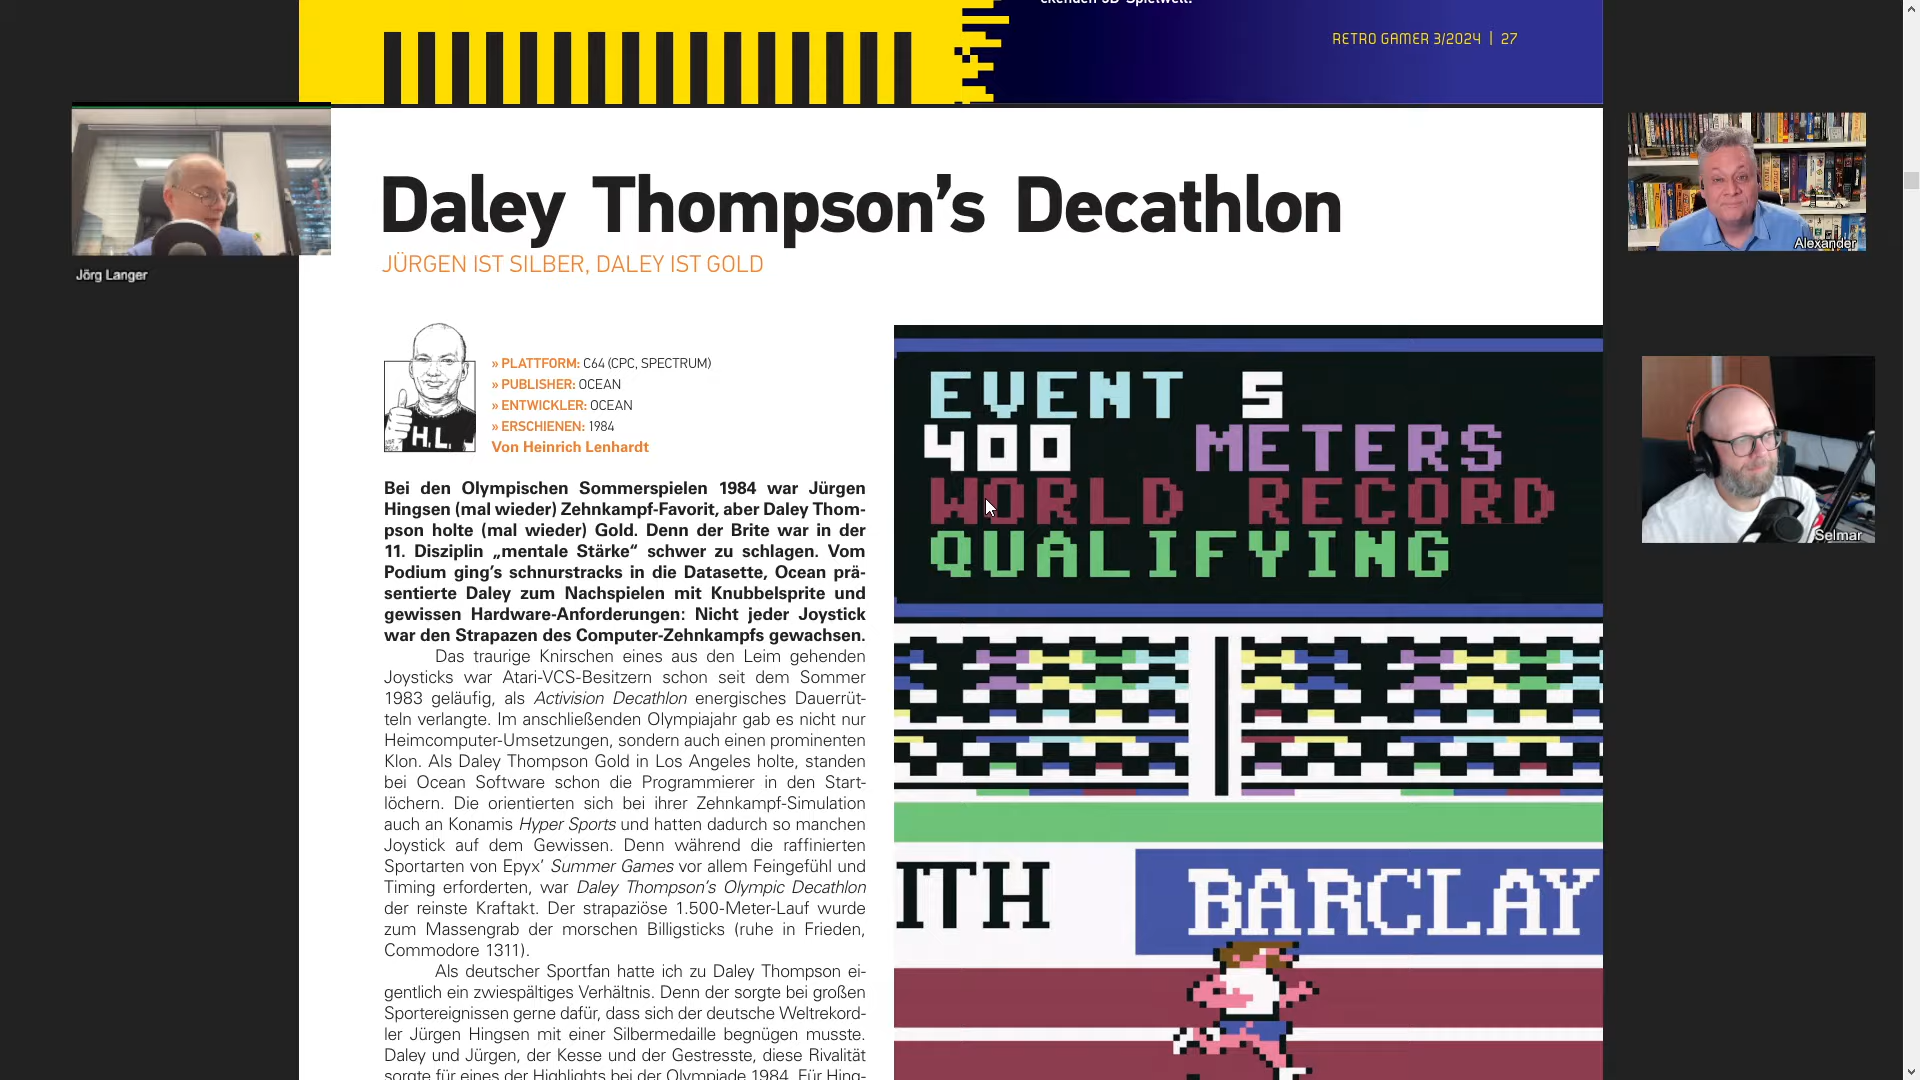 ckenden 3D-Spielwelt.
RETRO GAMER 3/2024 | 27
Daley Thompson’s Decathlon
JÜRGEN IST SILBER, DALEY IST GOLD
Jörg Langer
Alexander
Selmar
H.L.
» PLATTFORM: C64 (CPC, SPECTRUM)
» PUBLISHER: OCEAN
» ENTWICKLER: OCEAN
» ERSCHIENEN: 1984
Von Heinrich Lenhardt
Bei den Olympischen Sommerspielen 1984 war Jürgen
Hingsen (mal wieder) Zehnkampf-Favorit, aber Daley Thom-
pson holte (mal wieder) Gold. Denn der Brite war in der
11. Disziplin „mentale Stärke“ schwer zu schlagen. Vom
Podium ging’s schnurstracks in die Datasette, Ocean prä-
sentierte Daley zum Nachspielen mit Knubbelsprite und
gewissen Hardware-Anforderungen: Nicht jeder Joystick
war den Strapazen des Computer-Zehnkampfs gewachsen.
Das traurige Knirschen eines aus den Leim gehenden
Joysticks war Atari-VCS-Besitzern schon seit dem Sommer
1983 geläufig, als Activision Decathlon energisches Dauerrüt-
teln verlangte. Im anschließenden Olympiajahr gab es nicht nur
Heimcomputer-Umsetzungen, sondern auch einen prominenten
Klon. Als Daley Thompson Gold in Los Angeles holte, standen
bei Ocean Software schon die Programmierer in den Start-
löchern. Die orientierten sich bei ihrer Zehnkampf-Simulation
auch an Konamis Hyper Sports und hatten dadurch so manchen
Joystick auf dem Gewissen. Denn während die raffinierten
Sportarten von Epyx’ Summer Games vor allem Feingefühl und
Timing erforderten, war Daley Thompson’s Olympic Decathlon
der reinste Kraftakt. Der strapaziöse 1.500-Meter-Lauf wurde
zum Massengrab der morschen Billigsticks (ruhe in Frieden,
Commodore 1311).
Als deutscher Sportfan hatte ich zu Daley Thompson ei-
gentlich ein zwiespältiges Verhältnis. Denn der sorgte bei großen
Sportereignissen gerne dafür, dass sich der deutsche Weltrekord-
ler Jürgen Hingsen mit einer Silbermedaille begnügen musste.
Daley und Jürgen, der Kesse und der Gestresste, diese Rivalität
sorgte für eines der Highlights bei der Olympiade 1984. Für Hing-
EVENT 5
400 METERS
WORLD RECORD
QUALIFYING
ITH
BARCLAY